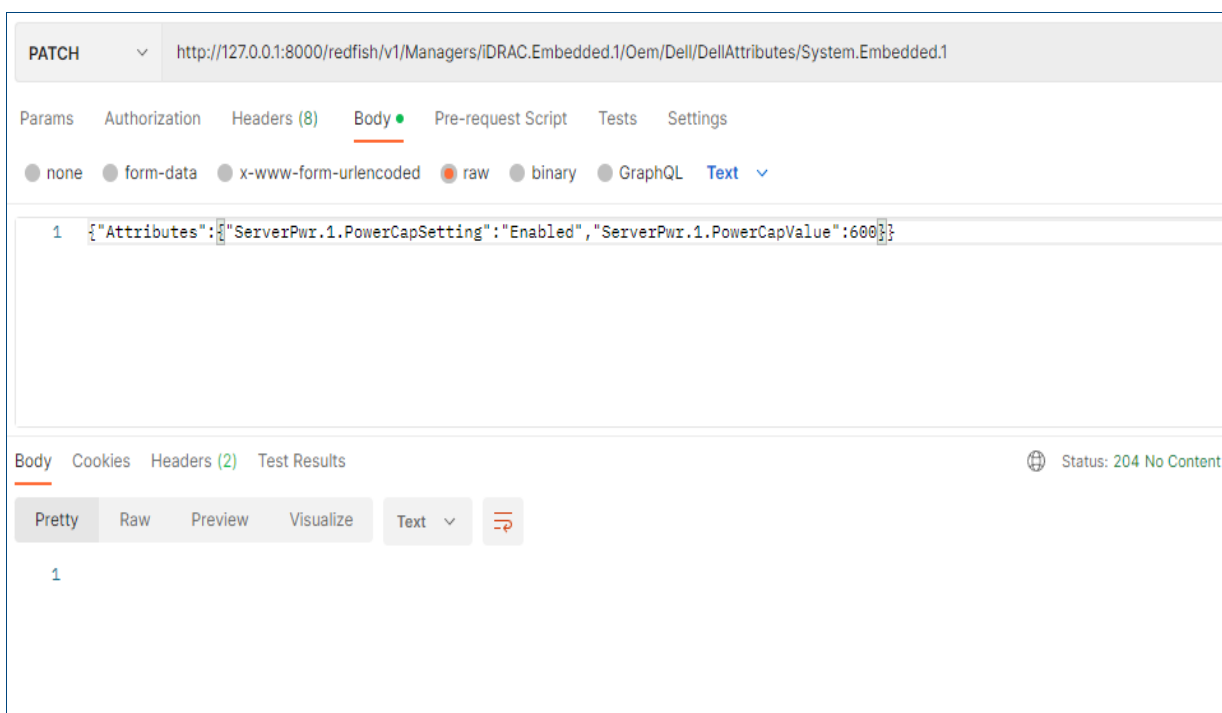 PATCH http://127.0.0.1:8000/redfish/v1/Managers/iDRAC.Embedded.1/Oem/Dell/DellAttributes/System.Embedded.1
Params Authorization Headers (8) Body Pre-request Script Tests Settings
none form-data x-www-form-urlencoded raw binary GraphQL Text
1 {"Attributes":{"ServerPwr.1.PowerCapSetting":"Enabled","ServerPwr.1.PowerCapValue":600}}
Body Cookies Headers (2) Test Results Status: 204 No Content
Pretty Raw Preview Visualize Text
1